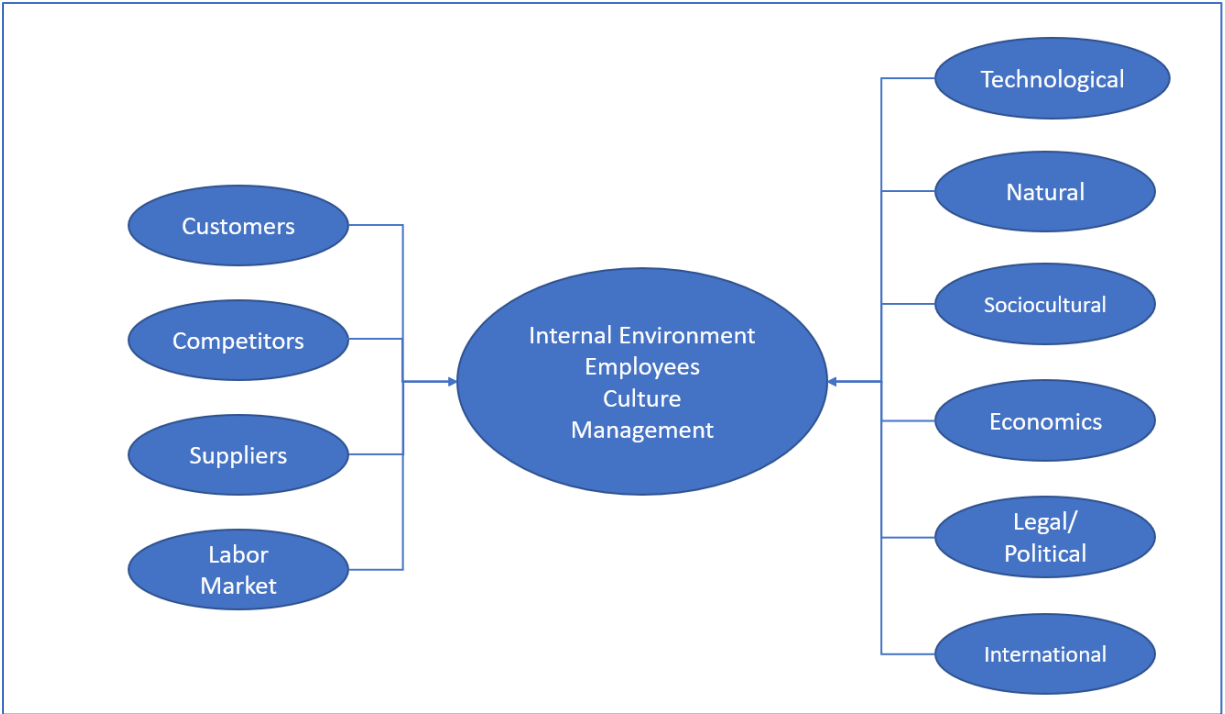 Customers
Competitors
Suppliers
Labor
Market
Internal Environment
Employees
Culture
Management
Technological
Natural
Sociocultural
Economics
Legal/
Political
International